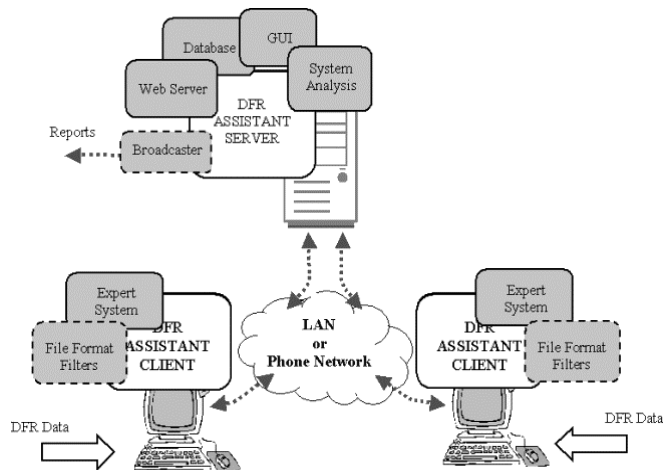 GUI
Database
System
Analysis
Web Server
DFR
ASSISTANT
SERVER
Reports
Broadcaster
Expert
System
DFR
ASSISTANT
CLIENT
File Format
Filters
LAN
or
Phone Network
Expert
System
DFR
ASSISTANT
CLIENT
File Format
Filters
DFR Data
DFR Data